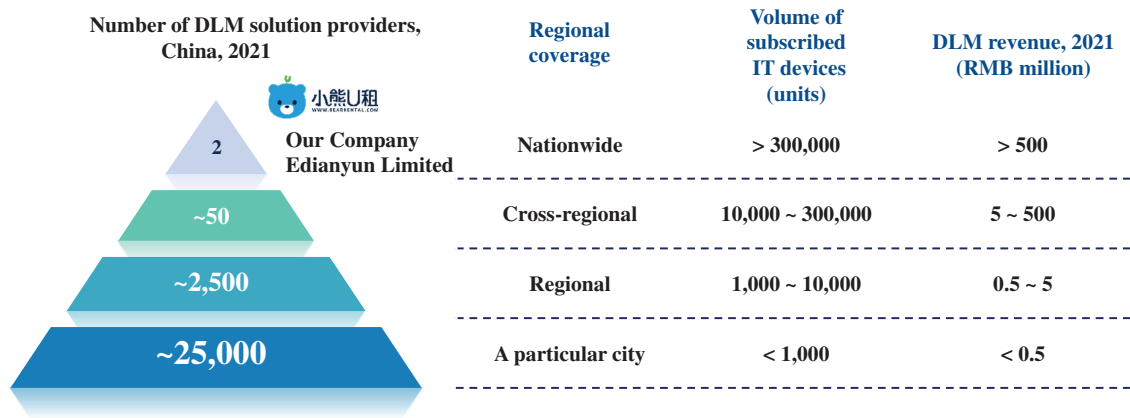 Number of DLM solution providers,
China, 2021
Regional
coverage
Volume of
subscribed
IT devices
(units)
DLM revenue, 2021
(RMB million)
小熊U租
WWW.BEARRENTAL.COM
2
Our Company
Edianyun Limited
Nationwide
> 300,000
> 500
~50
Cross-regional
10,000 ~ 300,000
5 ~ 500
~2,500
Regional
1,000 ~ 10,000
0.5 ~ 5
~25,000
A particular city
< 1,000
< 0.5